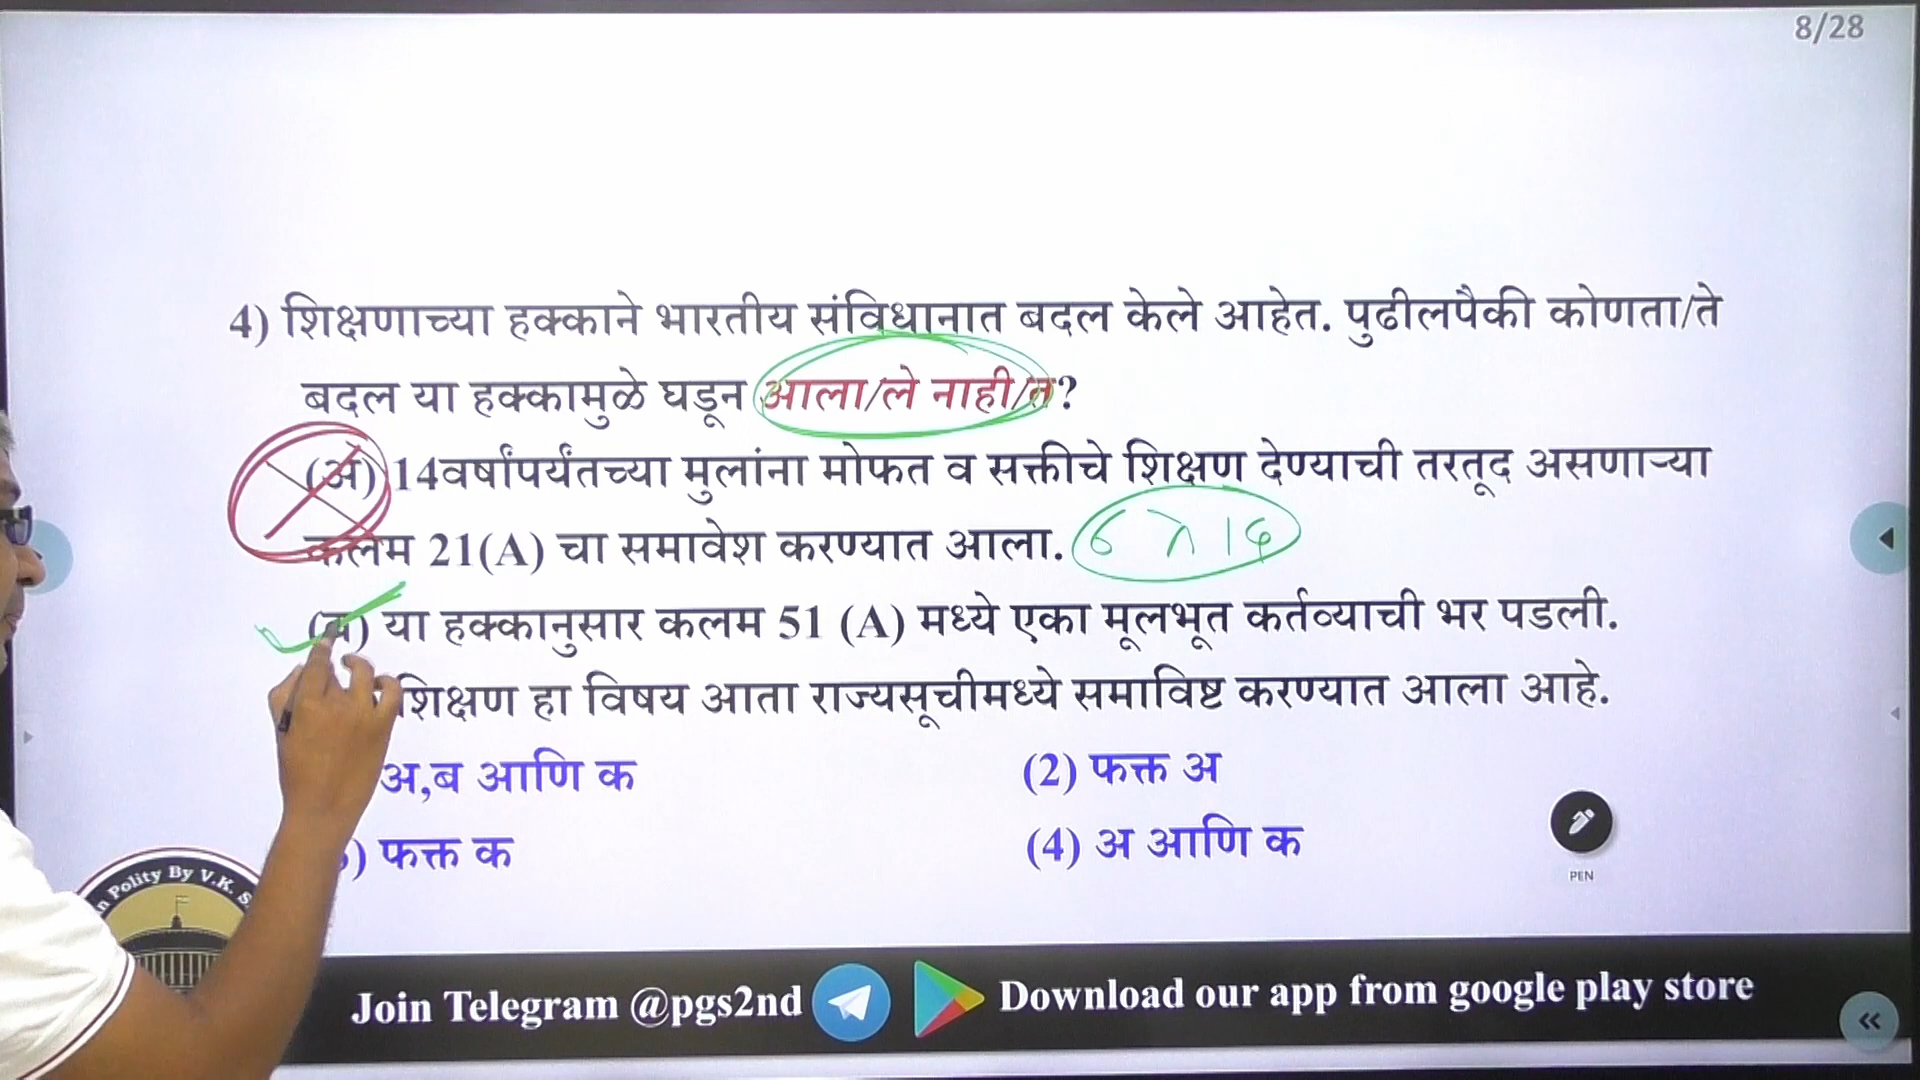 8/28
4) शिक्षणाच्या हक्काने भारतीय संविधानात बदल केले आहेत. पुढीलपैकी कोणता/ते
बदल या हक्कामुळे घडून आला/ले नाही/त?
(अ) 14वर्षांपर्यंतच्या मुलांना मोफत व सक्तीचे शिक्षण देण्याची तरतूद असणाऱ्या
कलम 21(A) चा समावेश करण्यात आला.
(ब) या हक्कानुसार कलम 51 (A) मध्ये एका मूलभूत कर्तव्याची भर पडली.
शिक्षण हा विषय आता राज्यसूचीमध्ये समाविष्ट करण्यात आला आहे.
अ,ब आणि क (2) फक्त अ
) फक्त क (4) अ आणि क
PEN
Polity By V.K.
Join Telegram @pgs2nd Download our app from google play store